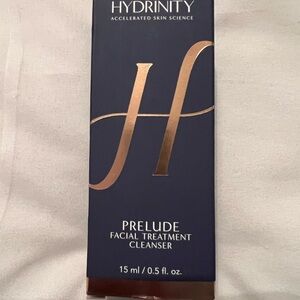 HYDRINITY
ACCELERATED SKIN SCIENCE
H
PRELUDE
FACIAL TREATMENT
CLEANSER
15 ml / 0.5 fl. oz.